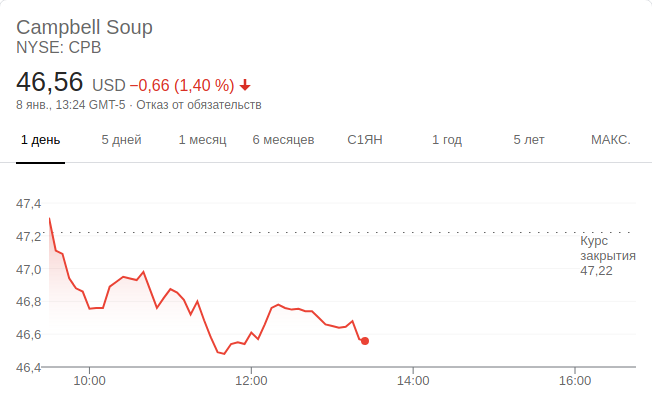 Campbell Soup
NYSE: CPB
46,56 USD −0,66 (1,40 %)
8 янв., 13:24 GMT-5 · Отказ от обязательств
1 день 5 дней 1 месяц 6 месяцев С1ЯН 1 год 5 лет МАКС.
47,4
47,2
47,0
46,8
46,6
46,4
Курс
закрытия
47,22
10:00 12:00 14:00 16:00